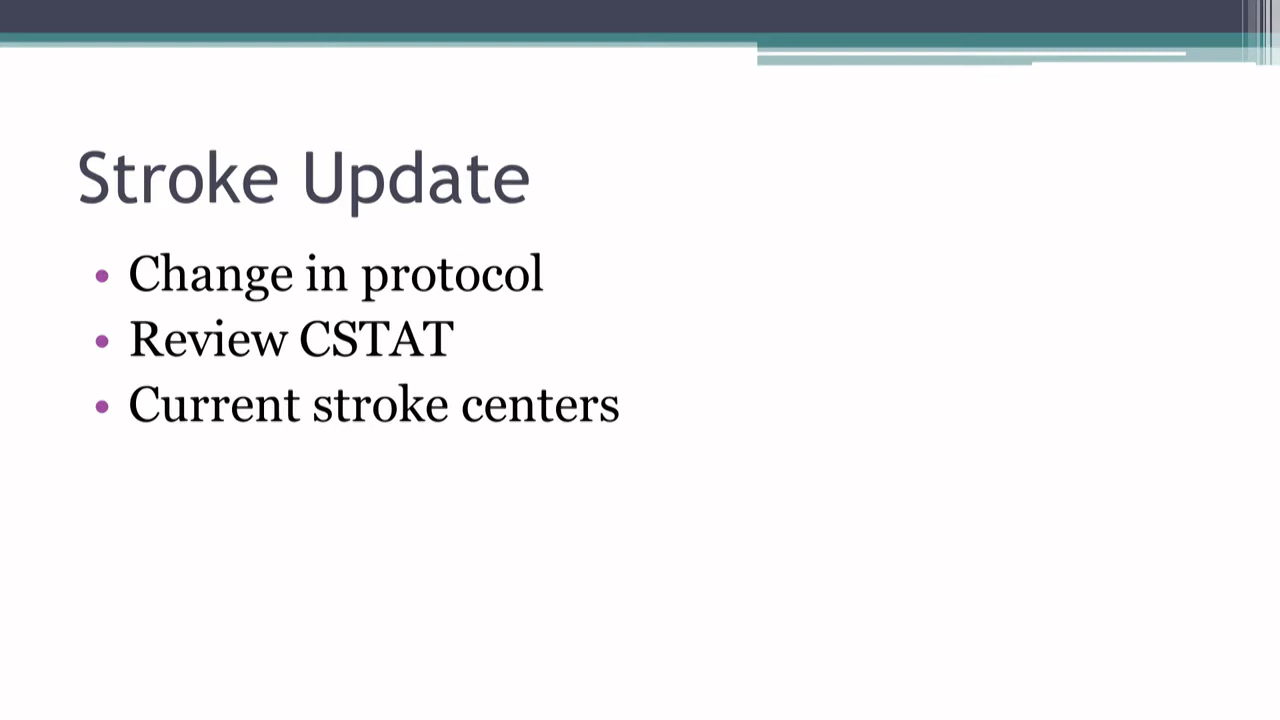 Stroke Update
• Change in protocol
• Review CSTAT
• Current stroke centers